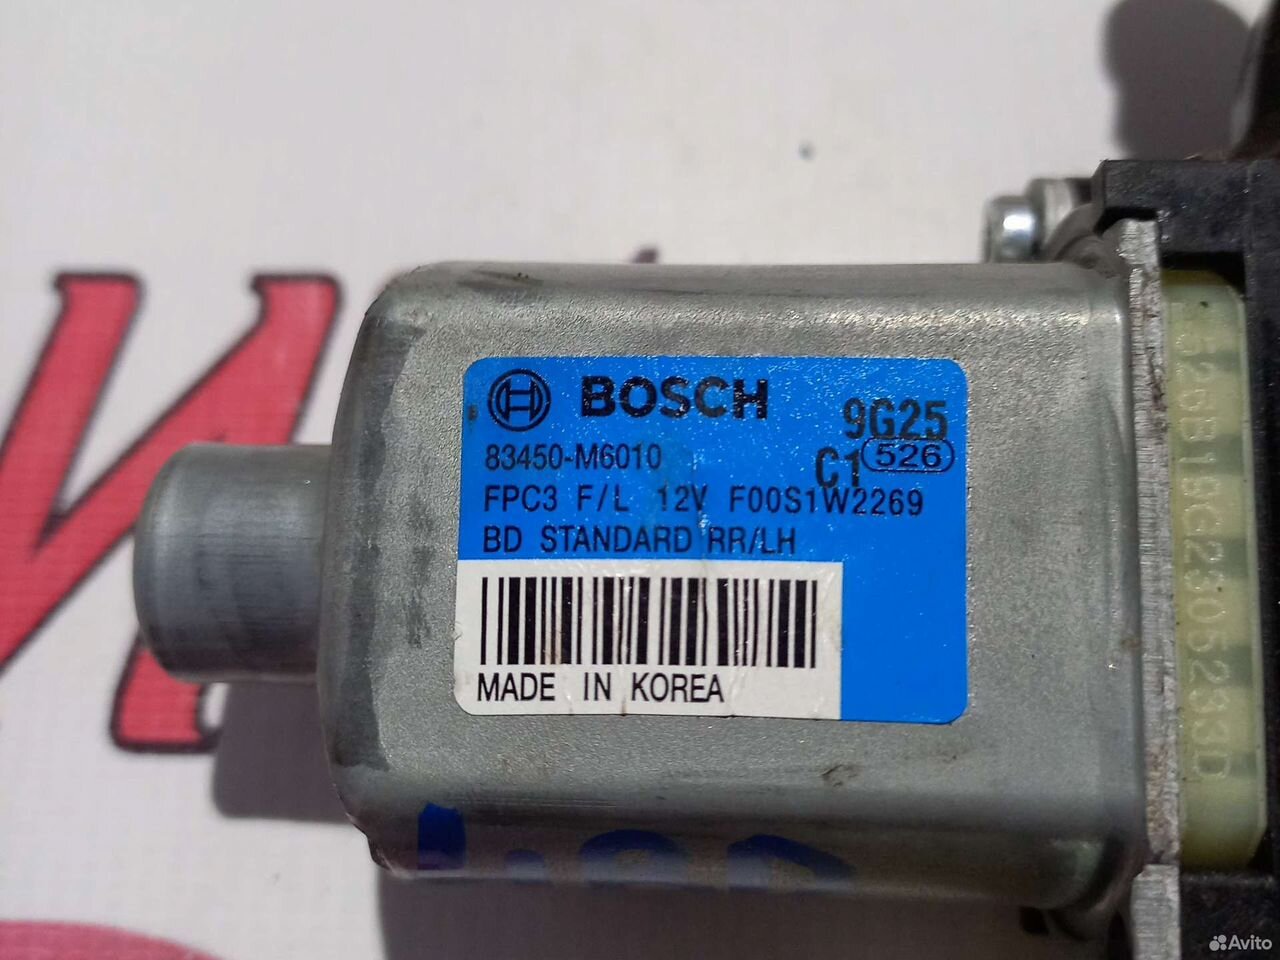 BOSCH
9G25
83450-M6010
C1 526
FPC3 F/L 12V F00S1W2269
BD STANDARD RR/LH
MADE IN KOREA
Avito